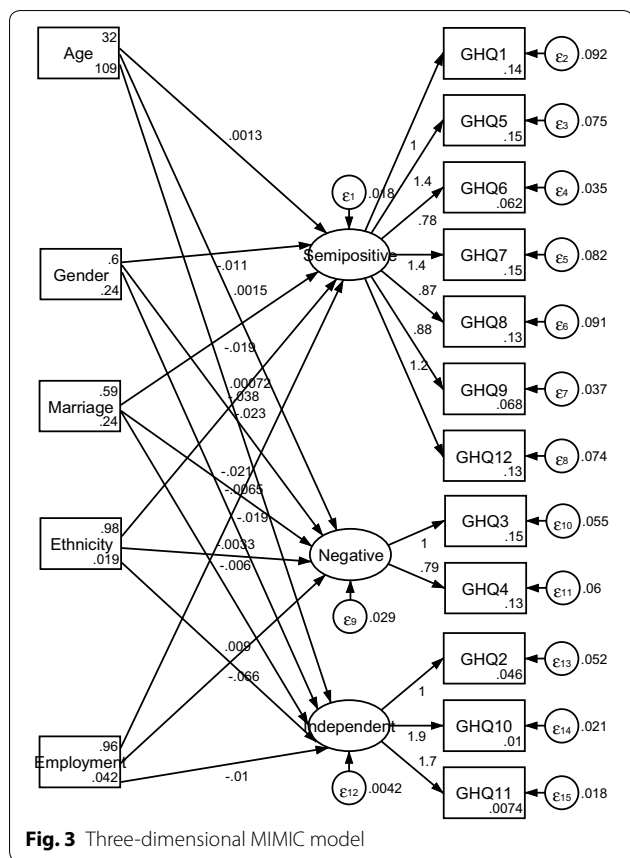 32
Age
109
.6
Gender
.24
.59
Marriage
.24
.98
Ethnicity
.019
.96
Employment
.042
.0013
-.011
.0015
-.019
.00072
-.038
-.023
-.021
-.0065
-.019
-.0033
-.006
.009
-.066
-.01
ε1 .018
Semipositive
Negative
ε9 .029
Independent
ε12 .0042
1
1.4
.78
1.4
.87
.88
1.2
1
.79
1
1.9
1.7
GHQ1
.14
ε2 .092
GHQ5
.15
ε3 .075
GHQ6
.062
ε4 .035
GHQ7
.15
ε5 .082
GHQ8
.13
ε6 .091
GHQ9
.068
ε7 .037
GHQ12
.13
ε8 .074
GHQ3
.15
ε10 .055
GHQ4
.13
ε11 .06
GHQ2
.046
ε13 .052
GHQ10
.01
ε14 .021
GHQ11
.0074
ε15 .018
Fig. 3 Three-dimensional MIMIC model